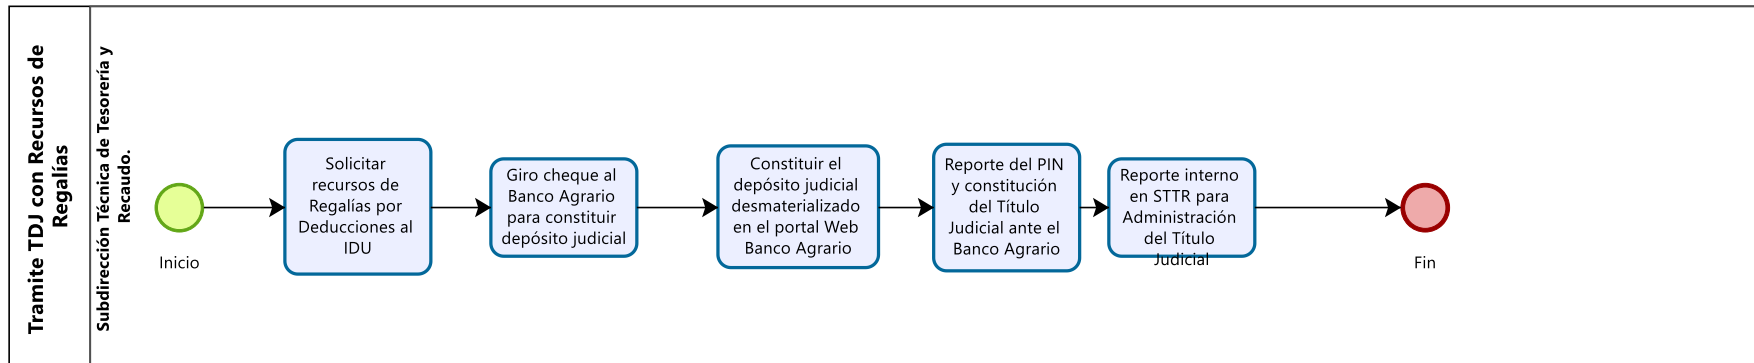 Tramite TDJ con Recursos de
Regalías
Subdirección Técnica de Tesorería y
Recaudo.
Inicio
Solicitar
recursos de
Regalías por
Deducciones al
IDU
Giro cheque al
Banco Agrario
para constituir
depósito judicial
Constituir el
depósito judicial
desmaterializado
en el portal Web
Banco Agrario
Reporte del PIN
y constitución
del Título
Judicial ante el
Banco Agrario
Reporte interno
en STTR para
Administración
del Título
Judicial
Fin